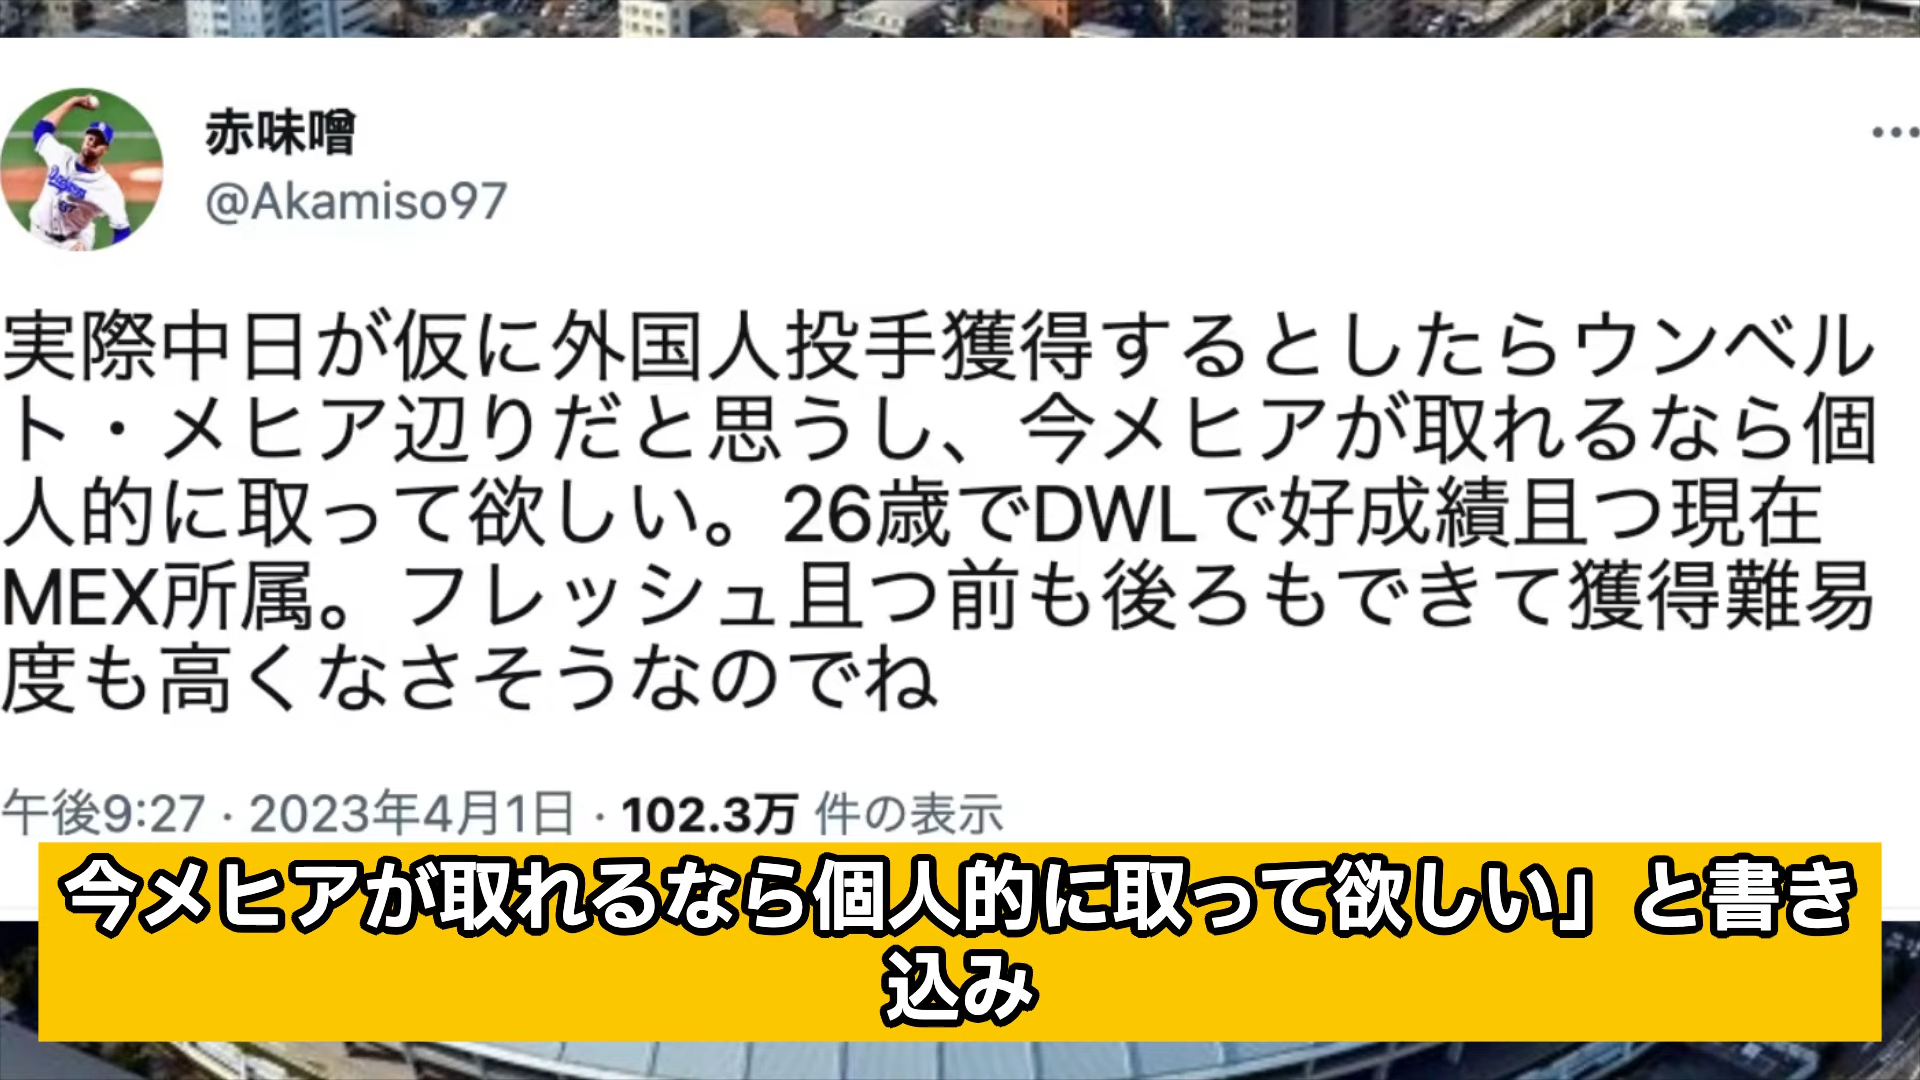 赤味噌
@Akamiso97
実際中日が仮に外国人投手獲得するとしたらウンベル
ト・メヒア辺りだと思うし、今メヒアが取れるなら個
人的に取って欲しい。26歳でDWLで好成績且つ現在
MEX所属。フレッシュ且つ前も後ろもできて獲得難易
度も高くなさそうなのでね
午後9:27 · 2023年4月1日 · 102.3万 件の表示
今メヒアが取れるなら個人的に取って欲しい」と書き
込み